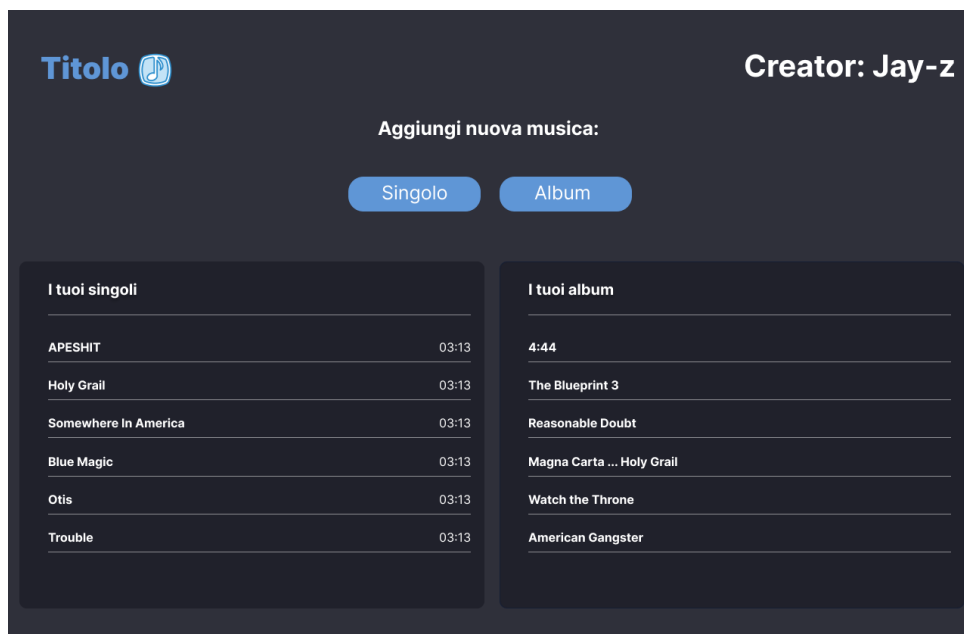 Titolo
Creator: Jay-z
Aggiungi nuova musica:
Singolo
Album
I tuoi singoli
APESHIT 03:13
Holy Grail 03:13
Somewhere In America 03:13
Blue Magic 03:13
Otis 03:13
Trouble 03:13
I tuoi album
4:44
The Blueprint 3
Reasonable Doubt
Magna Carta ... Holy Grail
Watch the Throne
American Gangster